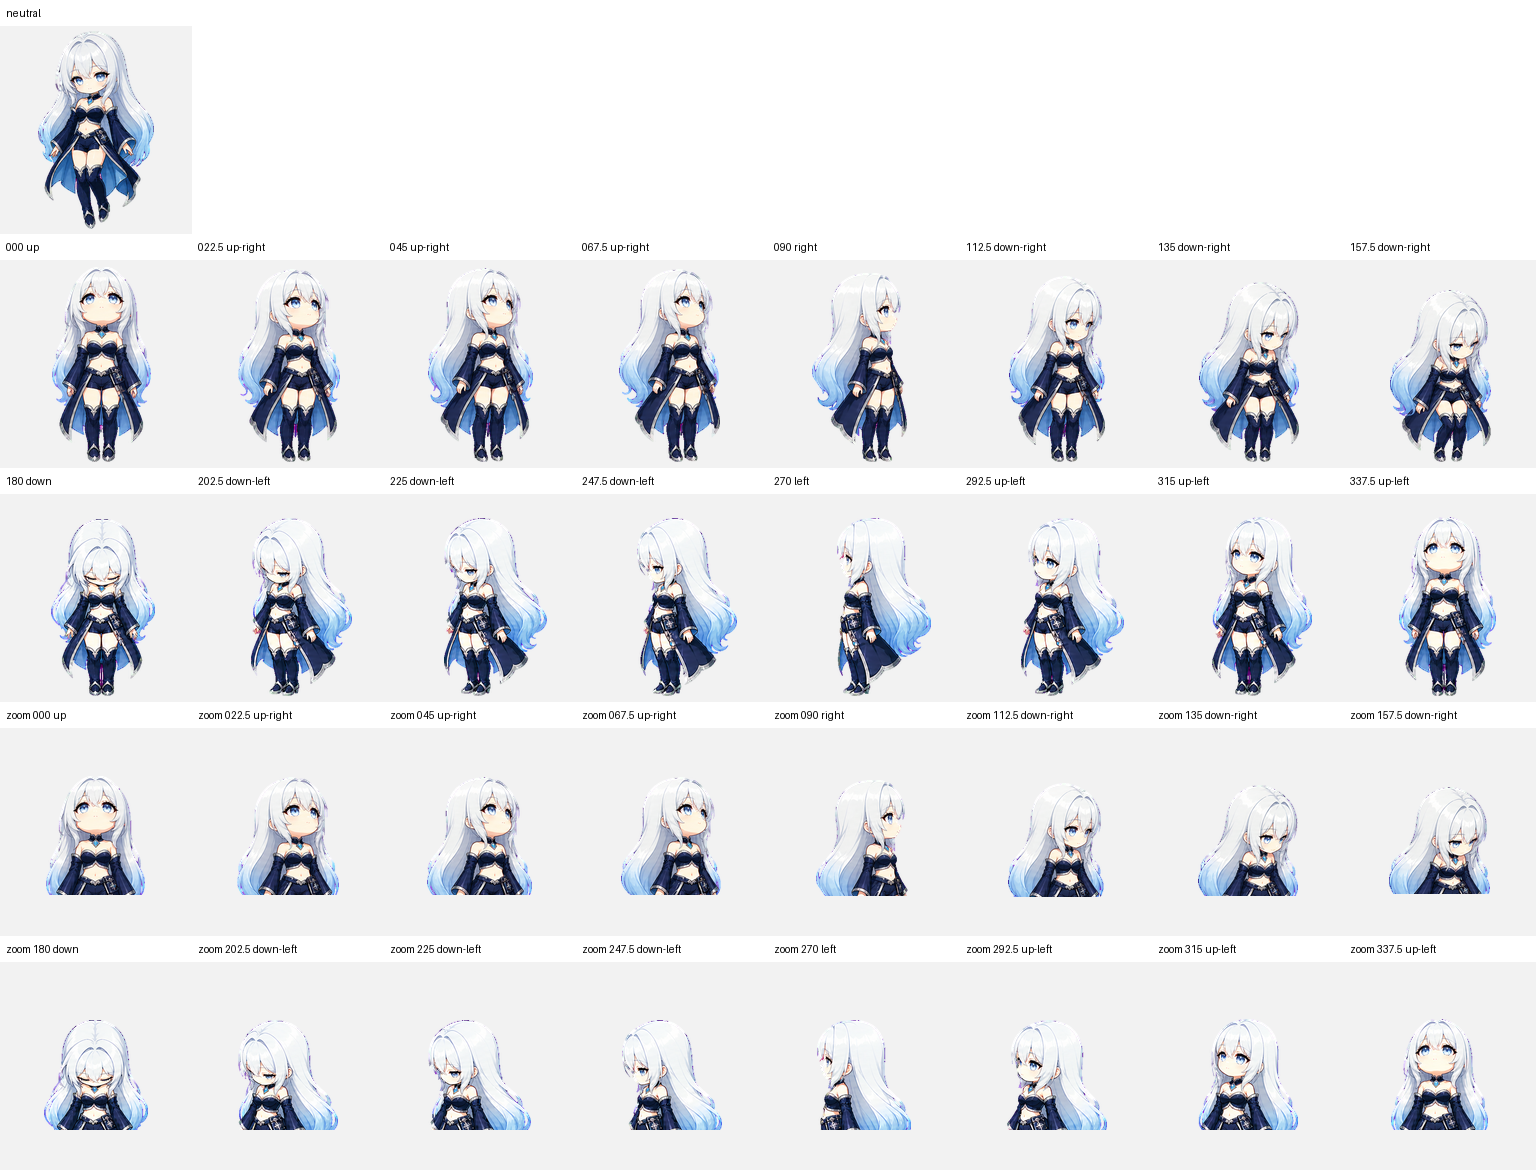 neutral
000 up
022.5 up-right
045 up-right
067.5 up-right
090 right
112.5 down-right
135 down-right
157.5 down-right
180 down
202.5 down-left
225 down-left
247.5 down-left
270 left
292.5 up-left
315 up-left
337.5 up-left
zoom 000 up
zoom 022.5 up-right
zoom 045 up-right
zoom 067.5 up-right
zoom 090 right
zoom 112.5 down-right
zoom 135 down-right
zoom 157.5 down-right
zoom 180 down
zoom 202.5 down-left
zoom 225 down-left
zoom 247.5 down-left
zoom 270 left
zoom 292.5 up-left
zoom 315 up-left
zoom 337.5 up-left